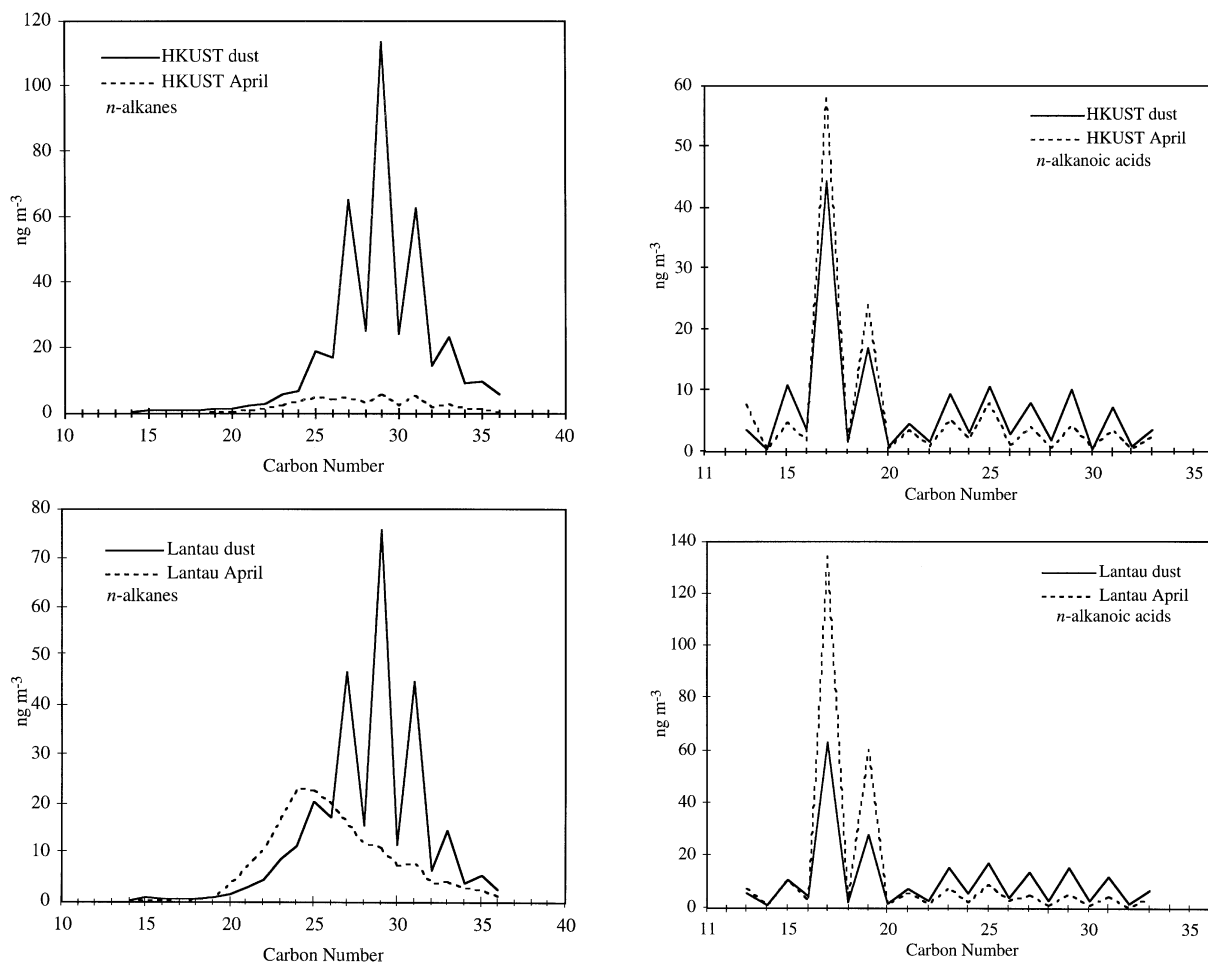 120
100
80
60
40
20
0
HKUST dust
HKUST April
n-alkanes
ng m-3
10 15 20 25 30 35 40
Carbon Number
60
50
40
30
20
10
0
HKUST dust
HKUST April
n-alkanoic acids
ng m-3
11 15 20 25 30 35
Carbon Number
80
70
60
50
40
30
20
10
0
Lantau dust
Lantau April
n-alkanes
ng m-3
10 15 20 25 30 35 40
Carbon Number
140
120
100
80
60
40
20
0
Lantau dust
Lantau April
n-alkanoic acids
ng m-3
11 15 20 25 30 35
Carbon Number